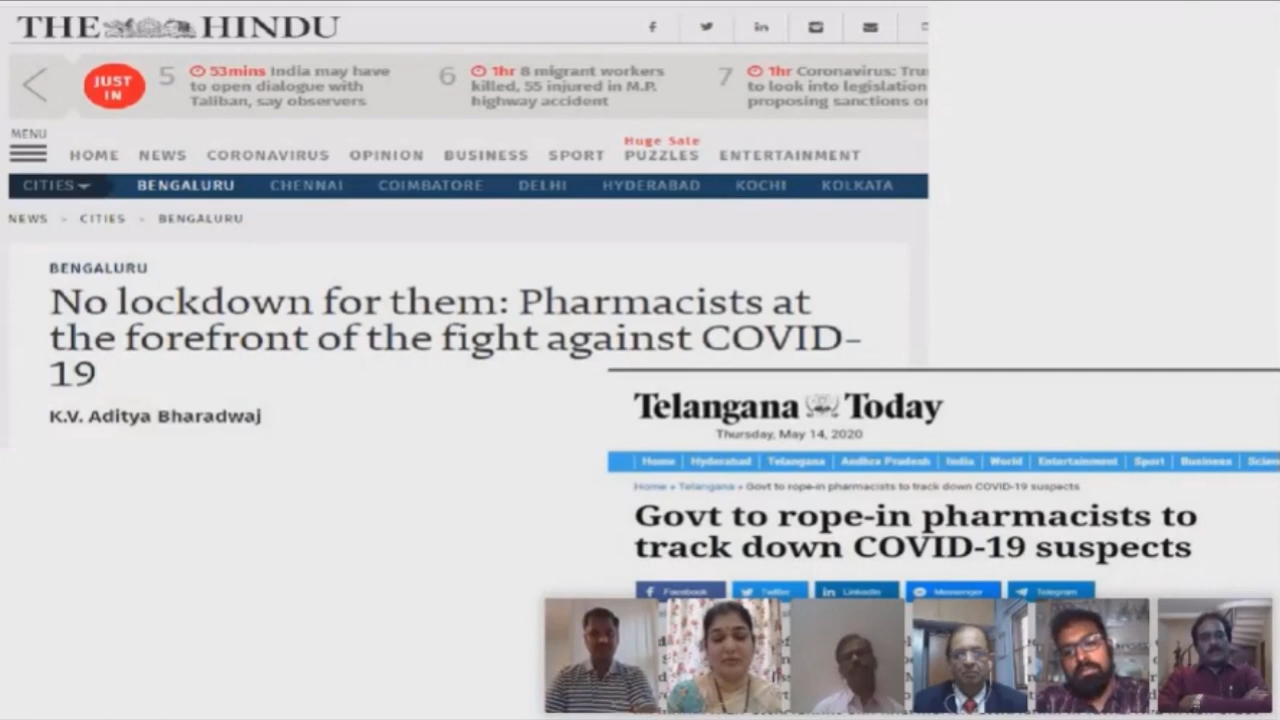 THE HINDU
JUST IN
5 53mins India may have
to open dialogue with
Taliban, say observers
6 1hr 8 migrant workers
killed, 55 injured in M.P.
highway accident
7 1hr Coronavirus: Tru
to look into legislation
proposing sanctions o
MENU
Huge Sale
HOME NEWS CORONAVIRUS OPINION BUSINESS SPORT PUZZLES ENTERTAINMENT
CITIES BENGALURU CHENNAI COIMBATORE DELHI HYDERABAD KOCHI KOLKATA
NEWS CITIES BENGALURU
BENGALURU
No lockdown for them: Pharmacists at
the forefront of the fight against COVID-
19
K.V. Aditya Bharadwaj
Telangana Today
Thursday, May 14, 2020
Home | Hyderabad | Telangana | Andhra Pradesh | India | World | Entertainment | Sport | Business | Scien
Home » Telangana » Govt to rope-in pharmacists to track down COVID-19 suspects
Govt to rope-in pharmacists to
track down COVID-19 suspects
Facebook Twitter LinkedIn Messenger Telegram